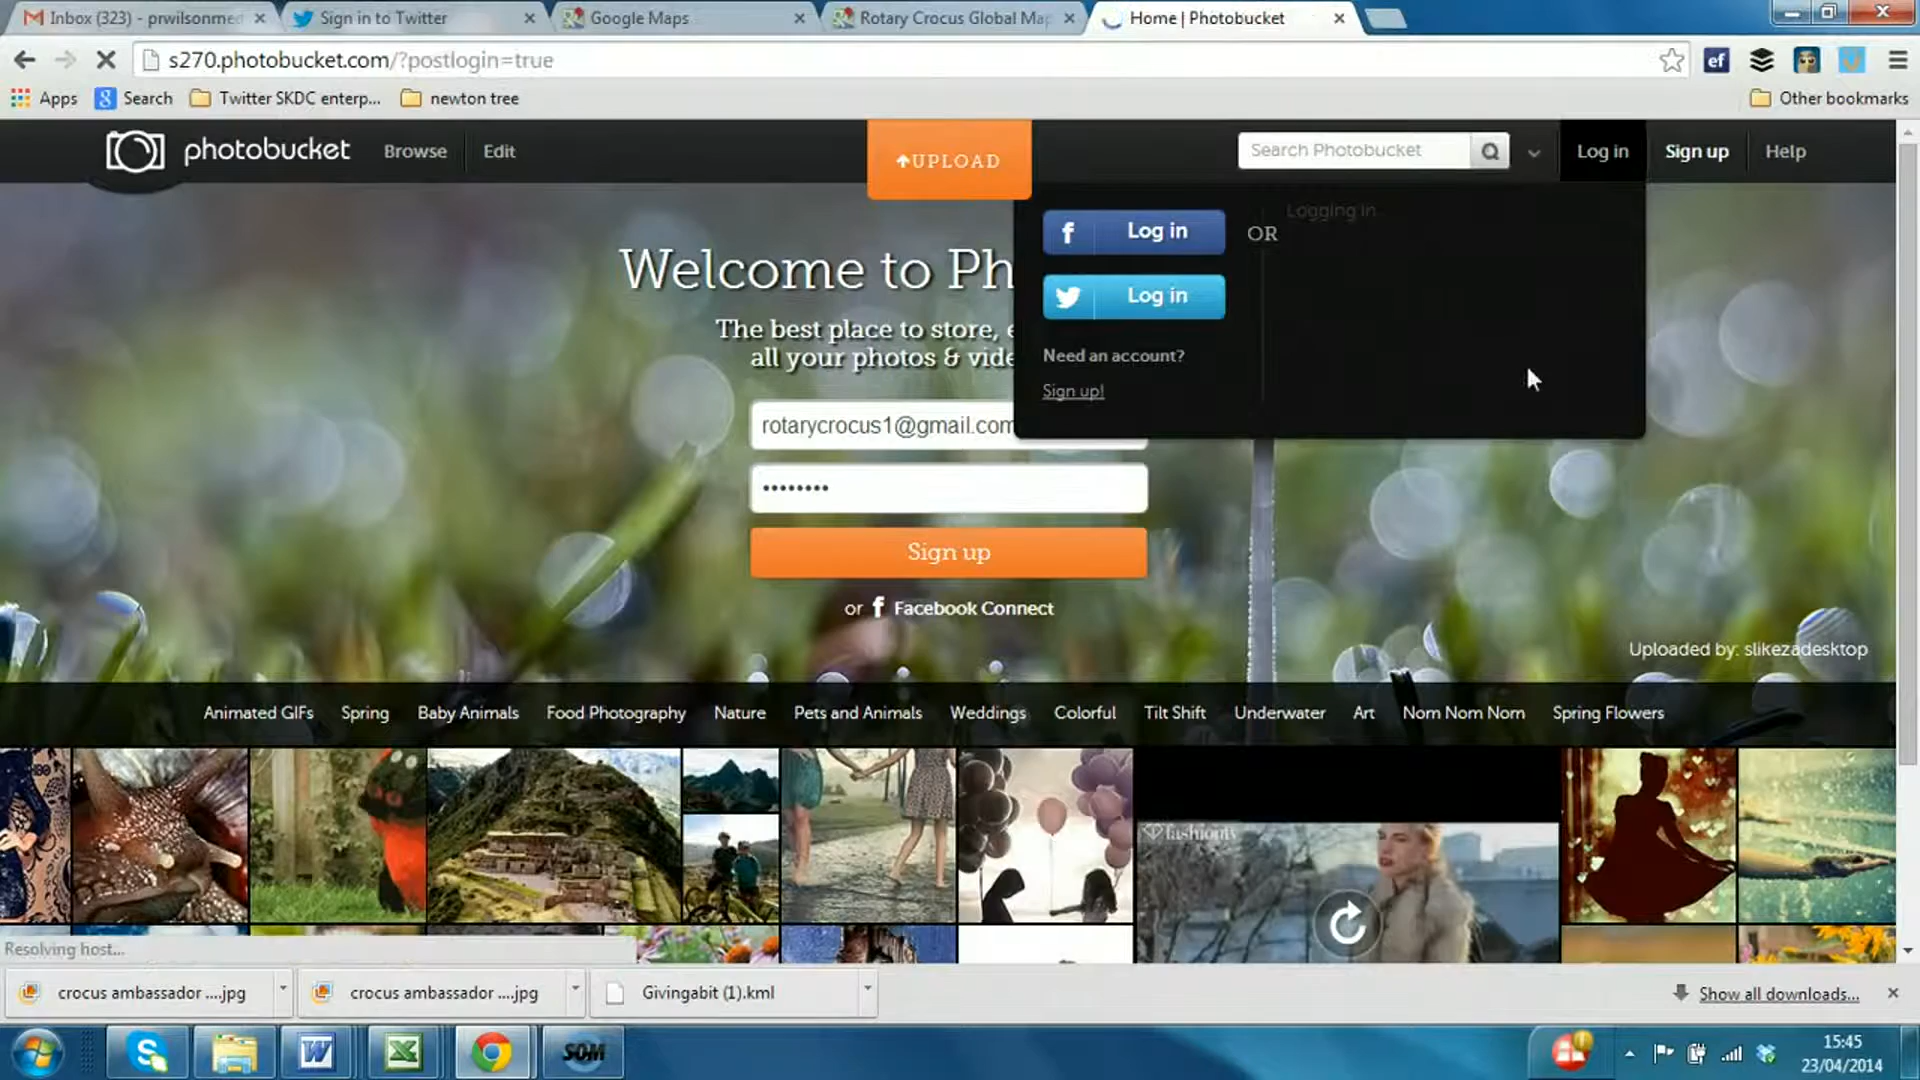 Inbox (323) - prwilsonmed
Sign in to Twitter
Google Maps
Rotary Crocus Global Map
Home | Photobucket
s270.photobucket.com/?postlogin=true
ef
Apps
Search
Twitter SKDC enterp...
newton tree
Other bookmarks
photobucket
Browse
Edit
UPLOAD
Search Photobucket
Log in
Sign up
Help
Log in
OR
Logging in...
Log in
Need an account?
Sign up!
Welcome to Ph
The best place to store, e
all your photos & vide
rotarycrocus1@gmail.com
Sign up
or f Facebook Connect
Uploaded by: slikezadesktop
Animated GIFs
Spring
Baby Animals
Food Photography
Nature
Pets and Animals
Weddings
Colorful
Tilt Shift
Underwater
Art
Nom Nom Nom
Spring Flowers
fashiontv
Resolving host...
crocus ambassador ....jpg
crocus ambassador ....jpg
Givingabit (1).kml
Show all downloads...
SOM
15:45
23/04/2014